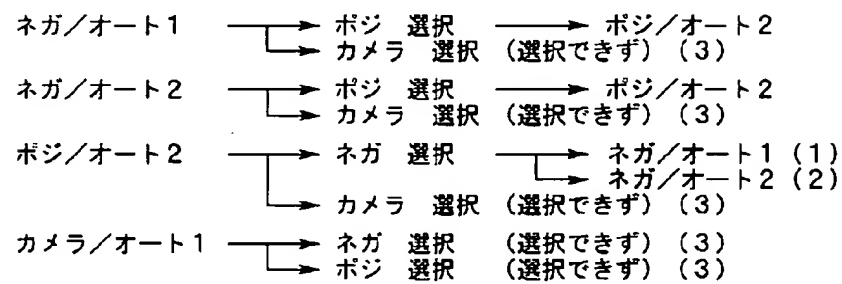 ネガ／オート1 → ポジ 選択 → ポジ／オート2
→ カメラ 選択 （選択できず）（3）
ネガ／オート2 → ポジ 選択 → ポジ／オート2
→ カメラ 選択 （選択できず）（3）
ポジ／オート2 → ネガ 選択 → ネガ／オート1（1）
→ ネガ／オート2（2）
→ カメラ 選択 （選択できず）（3）
カメラ／オート1 → ネガ 選択 （選択できず）（3）
→ ポジ 選択 （選択できず）（3）